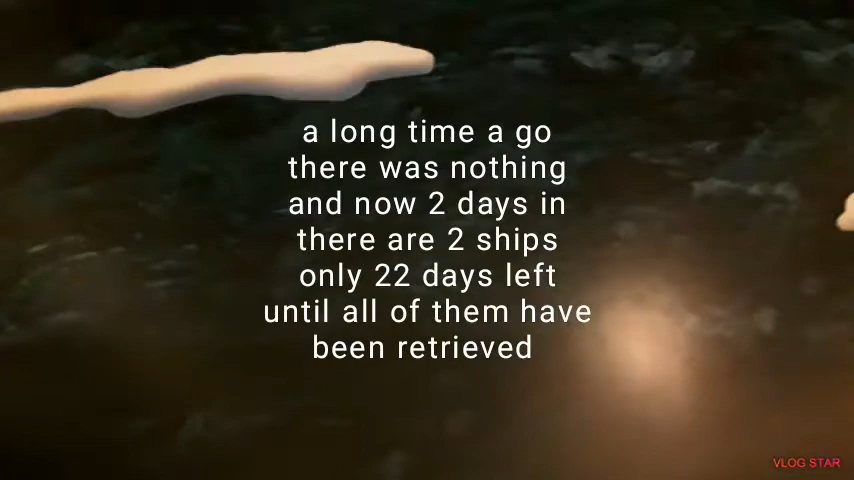 a long time a go
there was nothing
and now 2 days in
there are 2 ships
only 22 days left
until all of them have
been retrieved
VLOG STAR